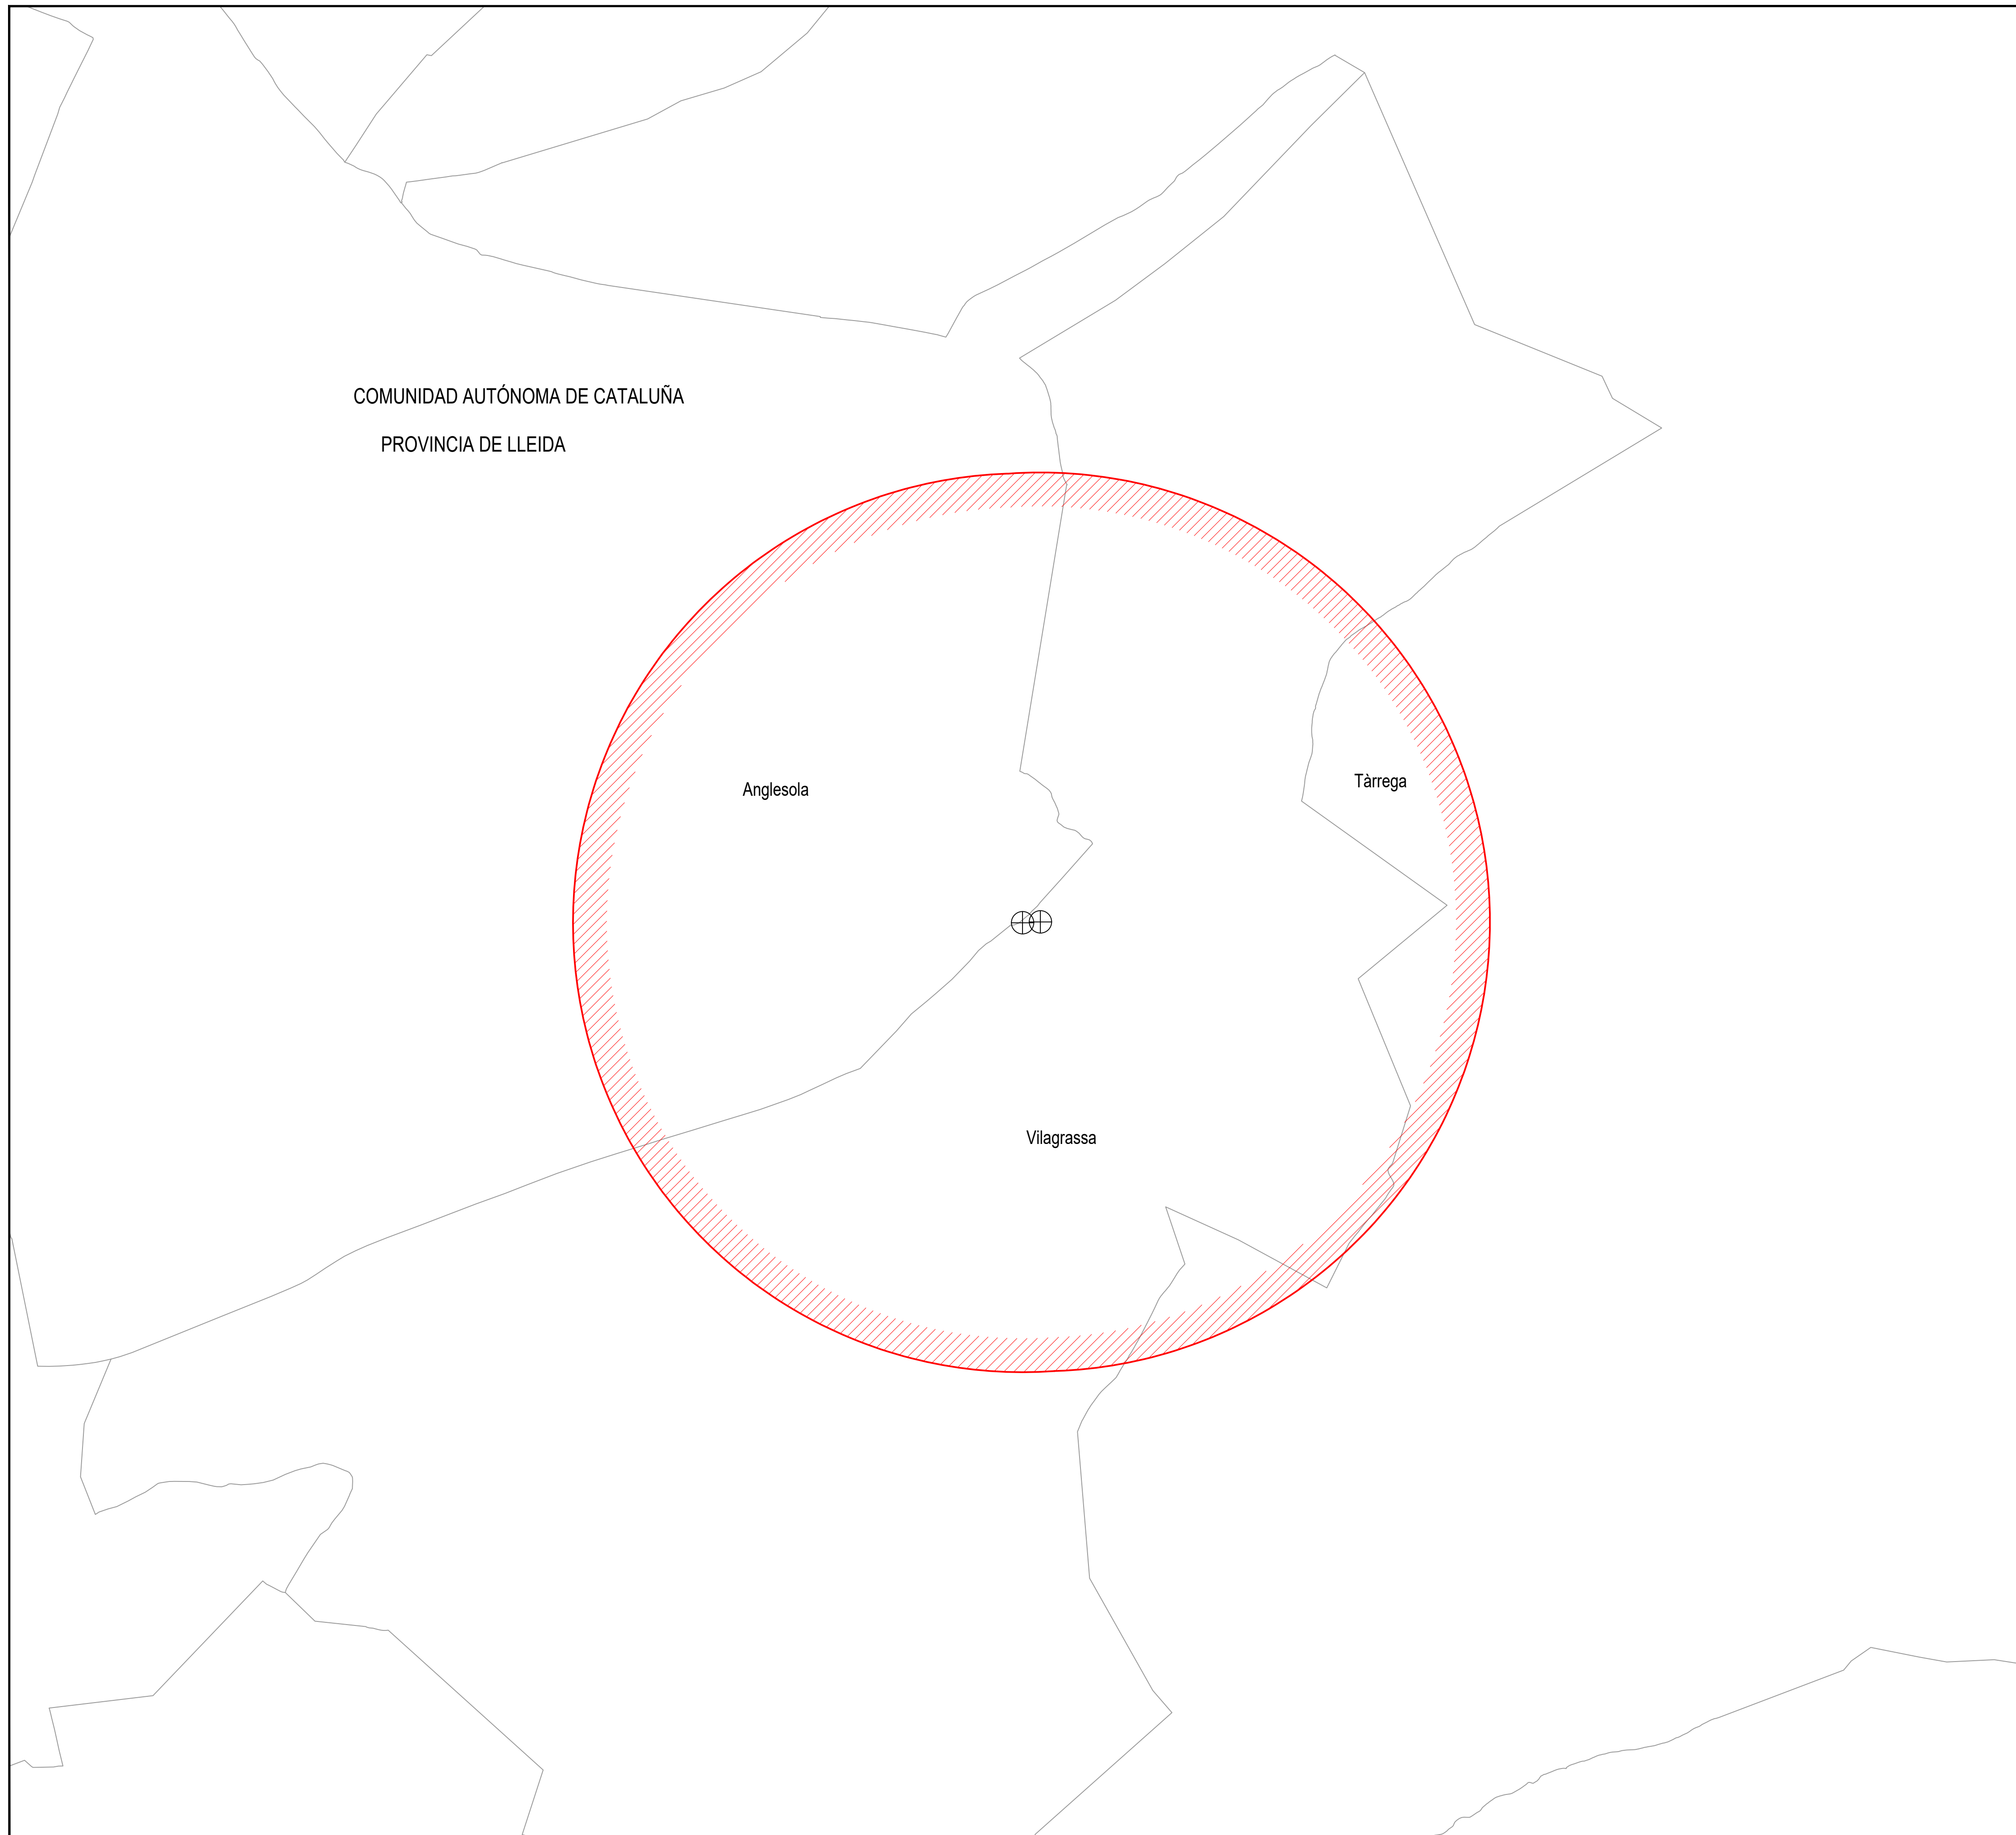 COMUNIDAD AUTÓNOMA DE CATALUÑA
PROVINCIA DE LLEIDA
Anglesola
Tàrrega
Vilagrassa